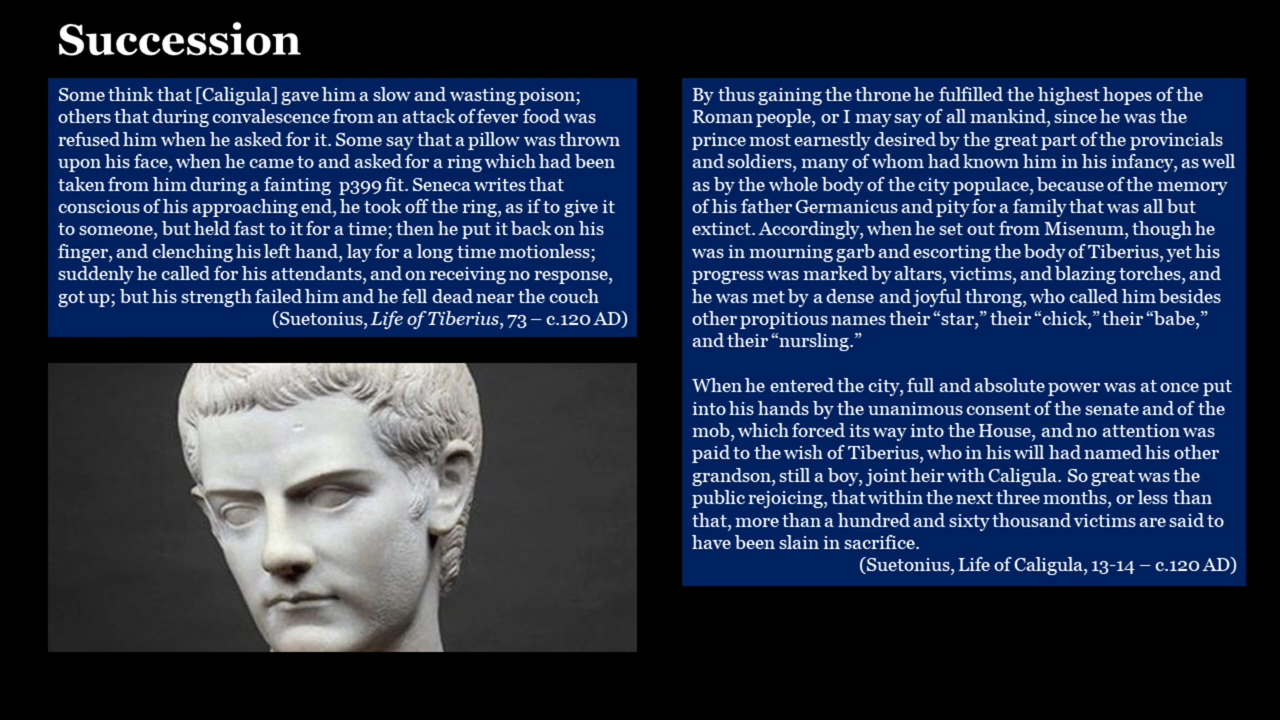 Succession
Some think that [Caligula] gave him a slow and wasting poison;
others that during convalescence from an attack of fever food was
refused him when he asked for it. Some say that a pillow was thrown
upon his face, when he came to and asked for a ring which had been
taken from him during a fainting p399 fit. Seneca writes that
conscious of his approaching end, he took off the ring, as if to give it
to someone, but held fast to it for a time; then he put it back on his
finger, and clenching his left hand, lay for a long time motionless;
suddenly he called for his attendants, and on receiving no response,
got up; but his strength failed him and he fell dead near the couch
(Suetonius, Life of Tiberius, 73 – c.120 AD)
By thus gaining the throne he fulfilled the highest hopes of the
Roman people, or I may say of all mankind, since he was the
prince most earnestly desired by the great part of the provincials
and soldiers, many of whom had known him in his infancy, as well
as by the whole body of the city populace, because of the memory
of his father Germanicus and pity for a family that was all but
extinct. Accordingly, when he set out from Misenum, though he
was in mourning garb and escorting the body of Tiberius, yet his
progress was marked by altars, victims, and blazing torches, and
he was met by a dense and joyful throng, who called him besides
other propitious names their “star,” their “chick,” their “babe,”
and their “nursling.”
When he entered the city, full and absolute power was at once put
into his hands by the unanimous consent of the senate and of the
mob, which forced its way into the House, and no attention was
paid to the wish of Tiberius, who in his will had named his other
grandson, still a boy, joint heir with Caligula. So great was the
public rejoicing, that within the next three months, or less than
that, more than a hundred and sixty thousand victims are said to
have been slain in sacrifice.
(Suetonius, Life of Caligula, 13-14 – c.120 AD)